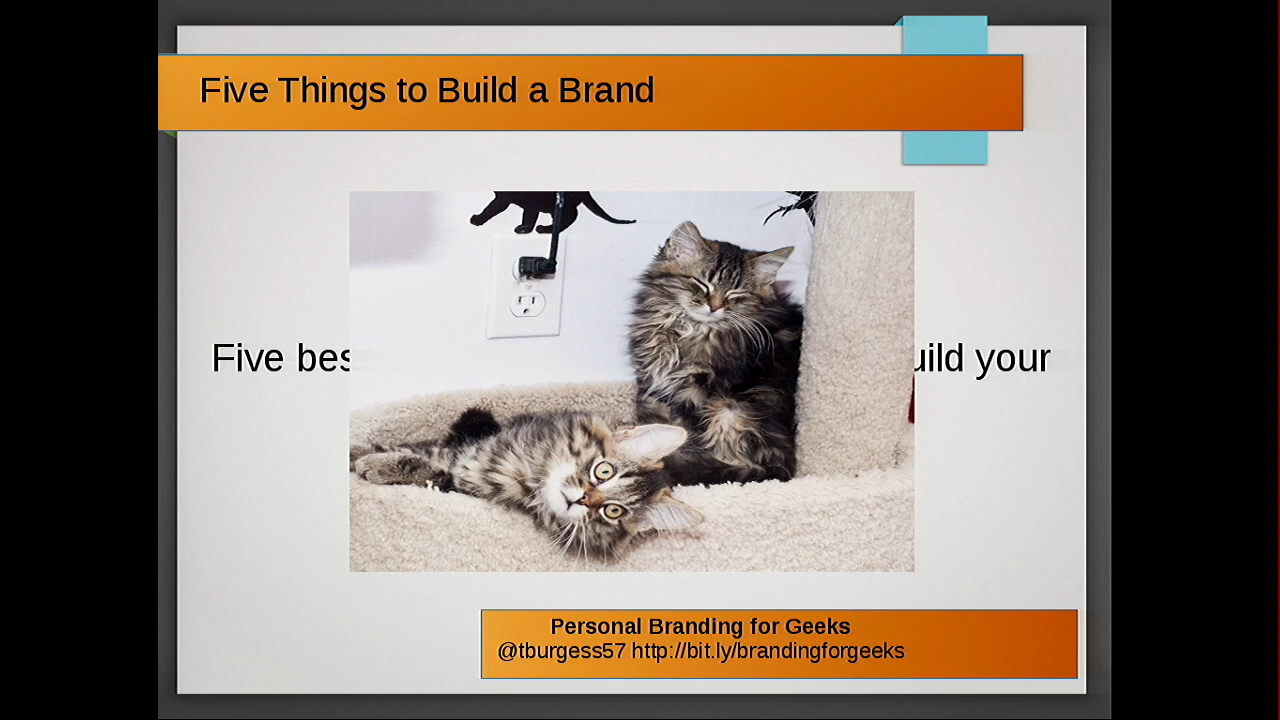 Five Things to Build a Brand
Five bes uild your
Personal Branding for Geeks
@tburgess57 http://bit.ly/brandingforgeeks